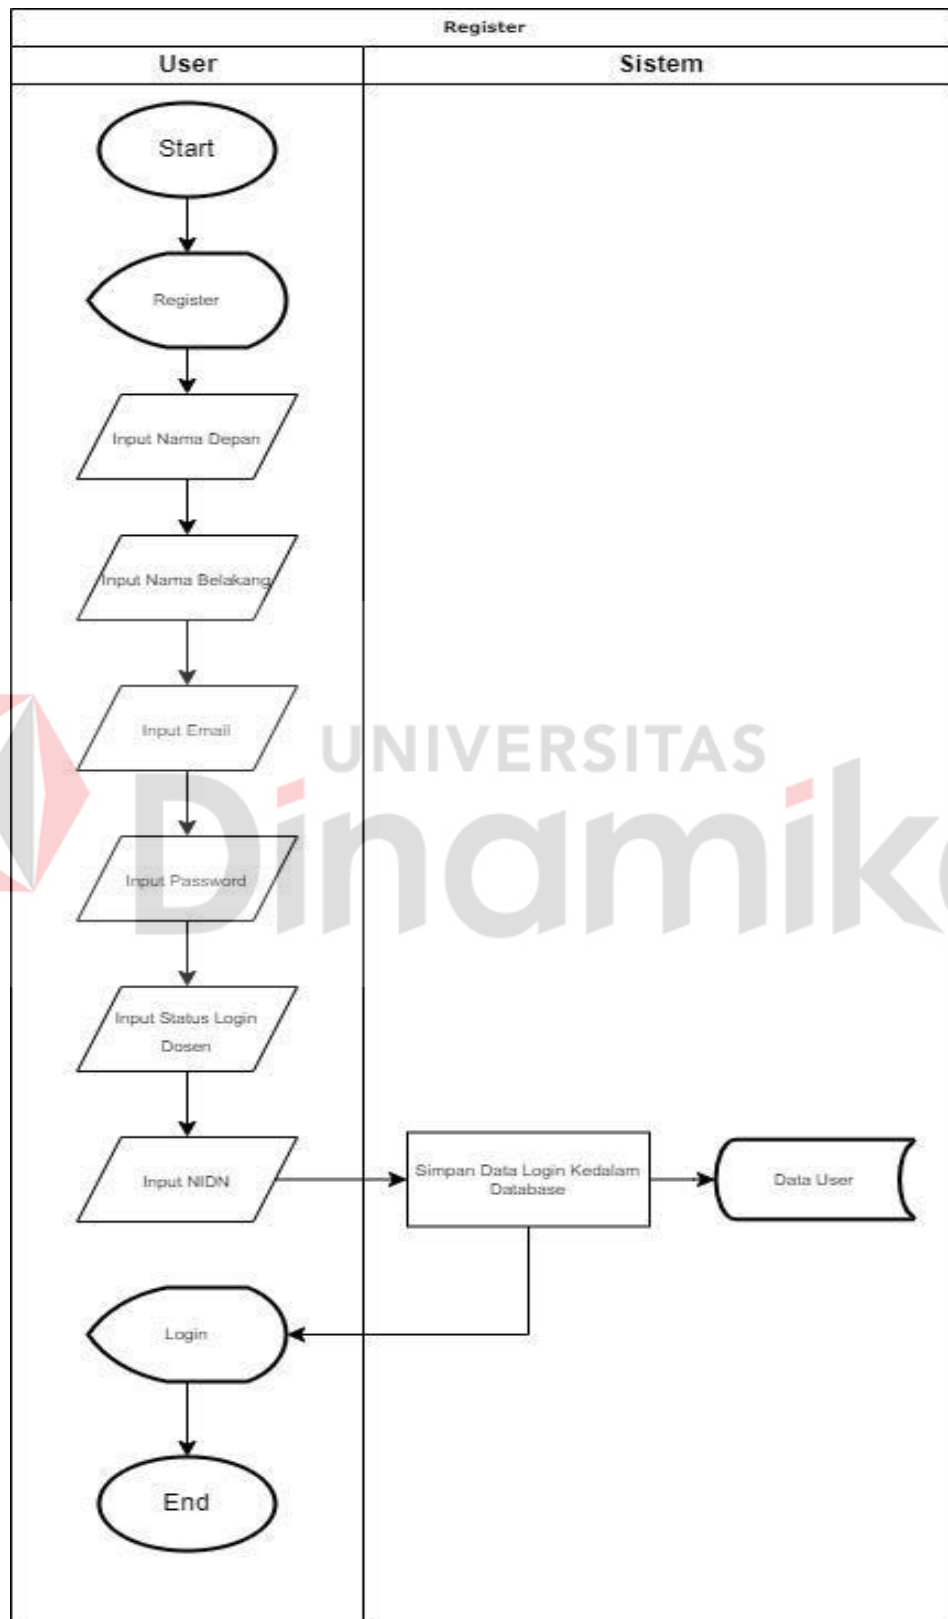 Register
User
Sistem
Start
Register
Input Nama Depan
Input Nama Belakang
Input Email
UNIVERSITAS
Dinamika
Input Password
Input Status Login
Dosen
Input NIDN
Simpan Data Login Kedalam
Database
Data User
Login
End